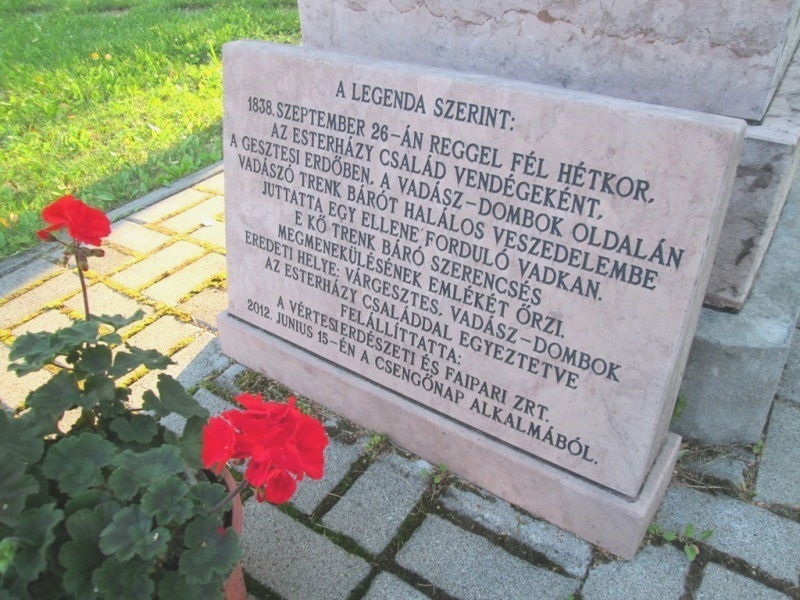 A LEGENDA SZERINT:
1838. SZEPTEMBER 26-ÁN REGGEL FÉL HÉTKOR,
AZ ESTERHÁZY CSALÁD VENDÉGEKÉNT,
A GESZTESI ERDŐBEN, A VADÁSZ-DOMBOK OLDALÁN
VADÁSZÓ TRENK BÁRÓT HALÁLOS VESZEDELEMBE
JUTTATTA EGY ELLENE FORDULÓ VADKAN.
E KŐ TRENK BÁRÓ SZERENCSÉS
MEGMENEKÜLÉSÉNEK EMLÉKÉT ŐRZI.
EREDETI HELYE: VÁRGESZTES, VADÁSZ-DOMBOK
AZ ESTERHÁZY CSALÁDDAL EGYEZTETVE
FELÁLLÍTTATTA:
A VÉRTESIERDÉSZETI ÉS FAIPARI ZRT.
2012. JUNIUS 15-ÉN A CSENGŐNAP ALKALMÁBÓL.